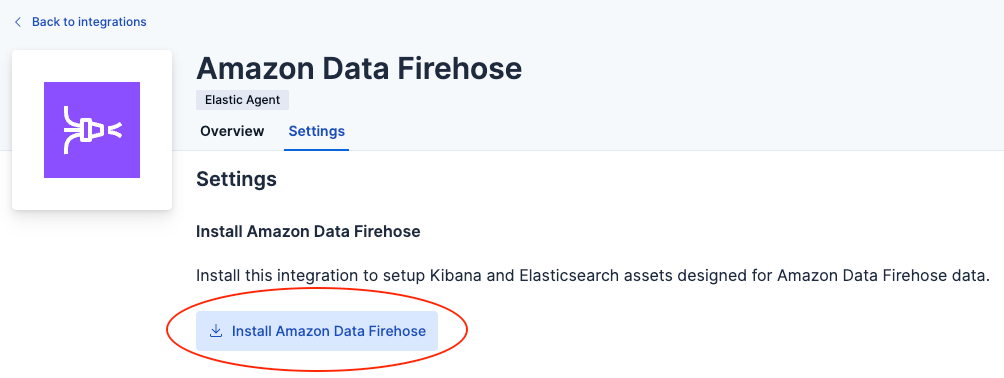 Back to integrations
Amazon Data Firehose
Elastic Agent
Overview Settings
Settings
Install Amazon Data Firehose
Install this integration to setup Kibana and Elasticsearch assets designed for Amazon Data Firehose data.
Install Amazon Data Firehose